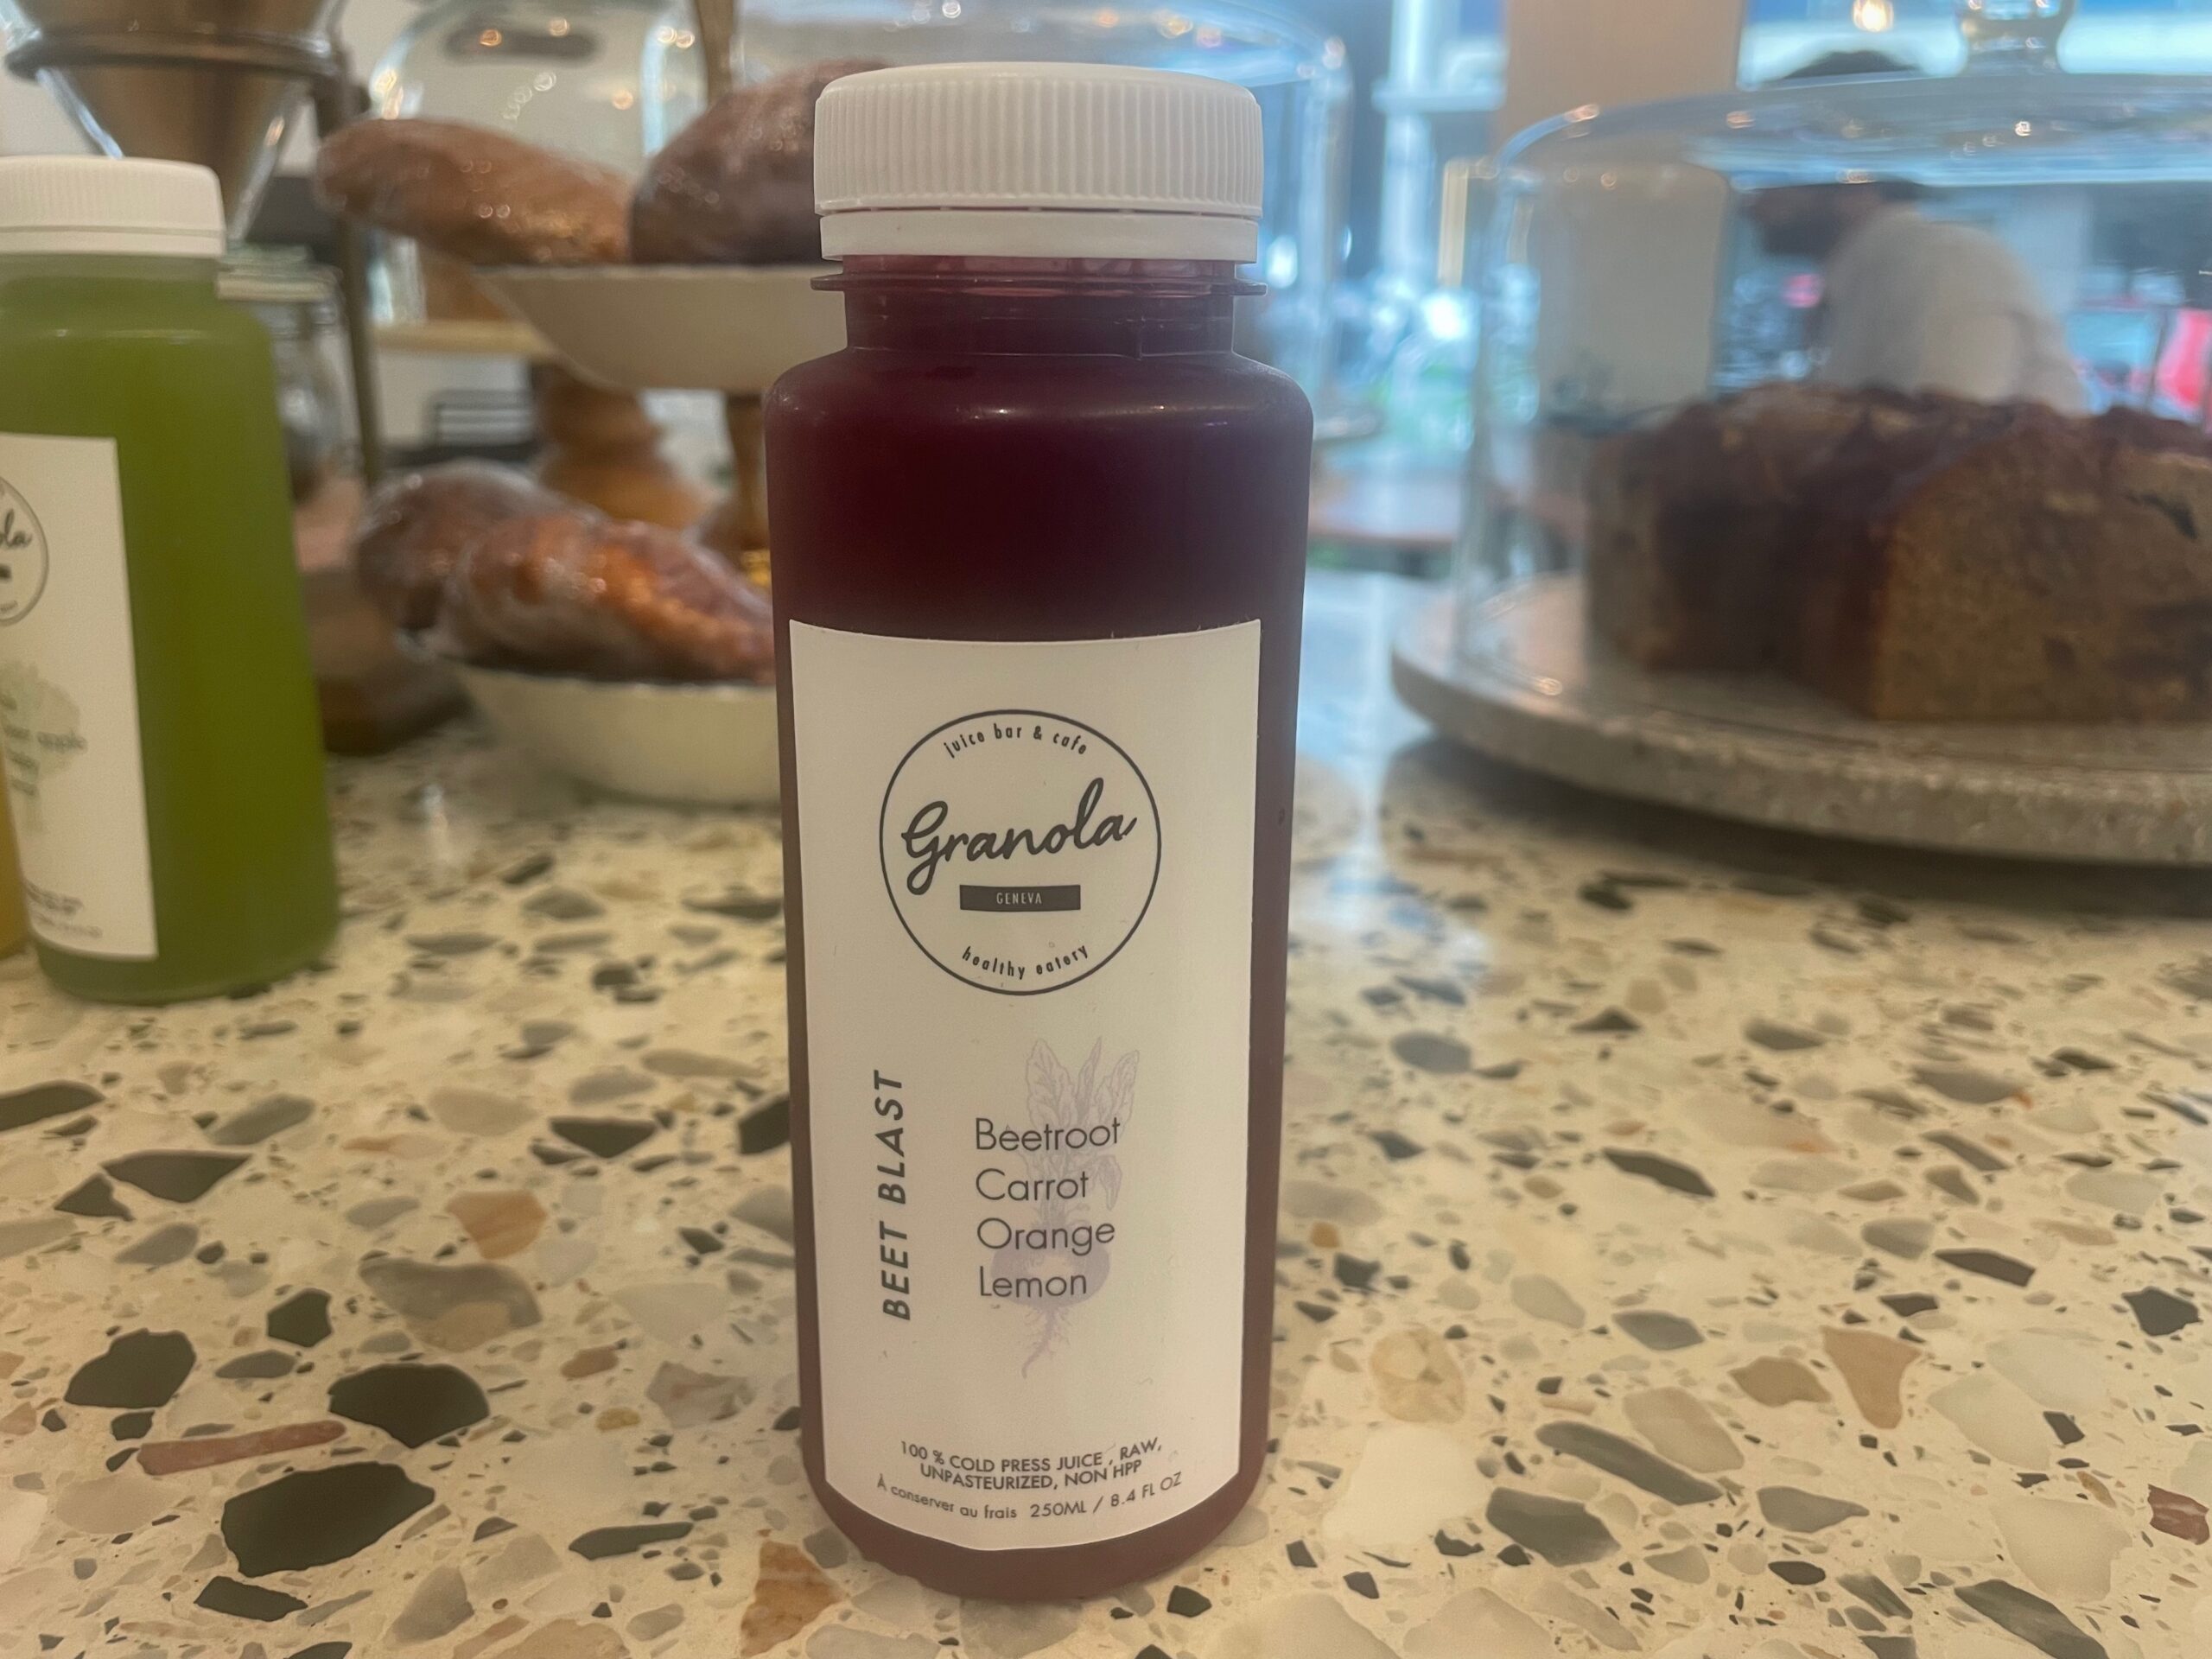 juice bar & cafe
Granola
GENEVA
healthy eatery
BEET BLAST
Beetroot
Carrot
Orange
Lemon
100 % COLD PRESS JUICE , RAW,
UNPASTEURIZED, NON HPP
À conserver au frais 250ML / 8.4 FL OZ
apple